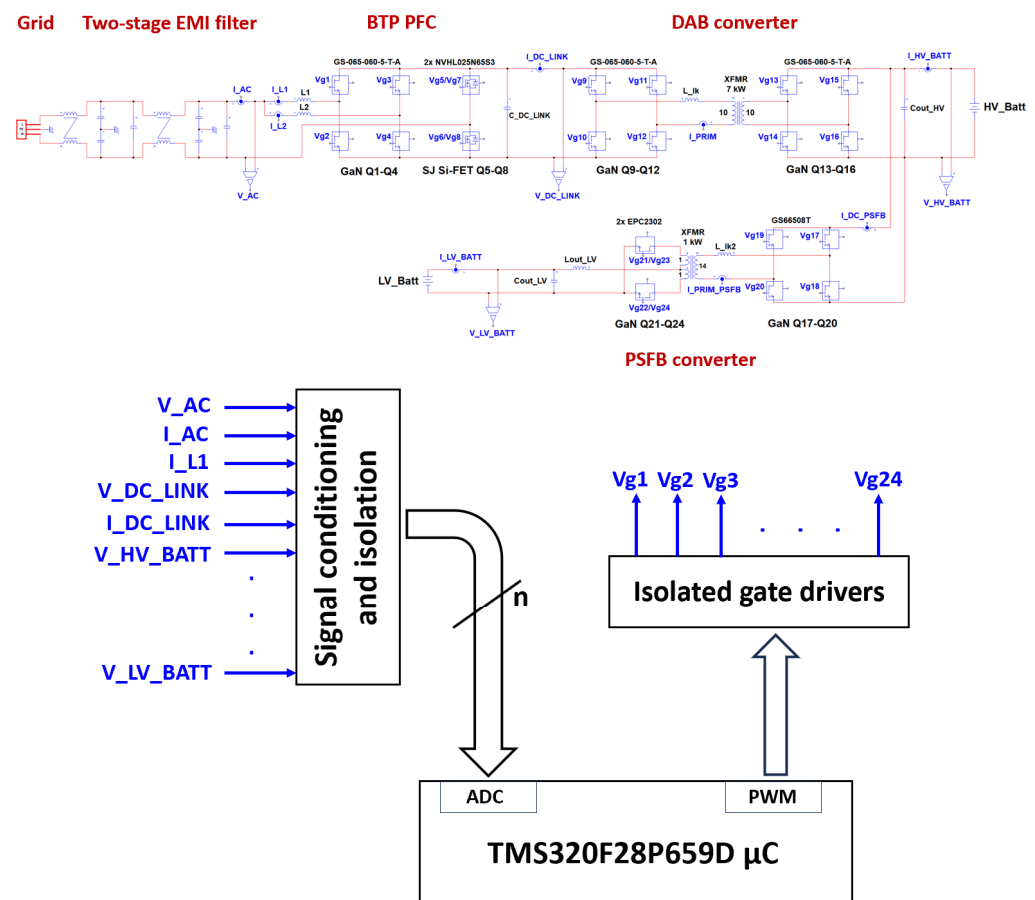 Grid
Two-stage EMI filter
BTP PFC
DAB converter
GS-065-060-5-T-A
2x NVHL025N65S3
I_DC_LINK
GS-065-060-5-T-A
GS-065-060-5-T-A
I_HV_BATT
Vg1
Vg3
Vg5/Vg7
Vg9
Vg11
XFMR
7 kW
Vg13
Vg15
I_AC
I_L1
L1
L_lk
L2
I_L2
C_DC_LINK
10
10
Cout_HV
HV_Batt
I_PRIM
Vg2
Vg4
Vg6/Vg8
Vg10
Vg12
Vg14
Vg16
GaN Q1-Q4
SJ Si-FET Q5-Q8
GaN Q9-Q12
GaN Q13-Q16
V_AC
V_DC_LINK
V_HV_BATT
2x EPC2302
GS66508T
I_DC_PSFB
XFMR
1 kW
Vg19
Vg17
L_lk2
I_LV_BATT
Lout_LV
Vg21/Vg23
1
14
1
LV_Batt
Cout_LV
I_PRIM_PSFB
Vg20
Vg18
Vg22/Vg24
V_LV_BATT
GaN Q21-Q24
GaN Q17-Q20
PSFB converter
V_AC
I_AC
I_L1
V_DC_LINK
I_DC_LINK
V_HV_BATT
.
.
.
V_LV_BATT
Signal conditioning
and isolation
n
Vg1
Vg2
Vg3
. . .
Vg24
Isolated gate drivers
ADC
PWM
TMS320F28P659D µC